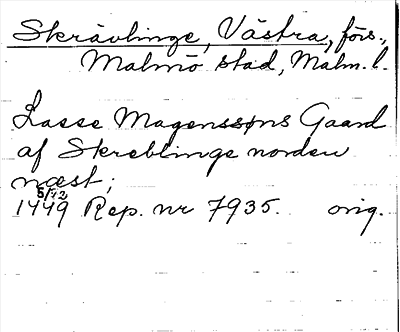 Skrävlinge, Västra, förs.,
Malmö stad, Malm. l.
Lasse Magenssøns Gaard
af Skreblinge norden
næst;
5/12
1449 Rep. nr 7935. orig.